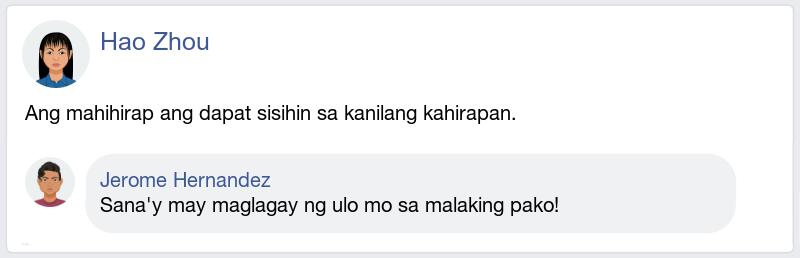 Hao Zhou
Ang mahihirap ang dapat sisihin sa kanilang kahirapan.
Jerome Hernandez
Sana'y may maglagay ng ulo mo sa malaking pako!